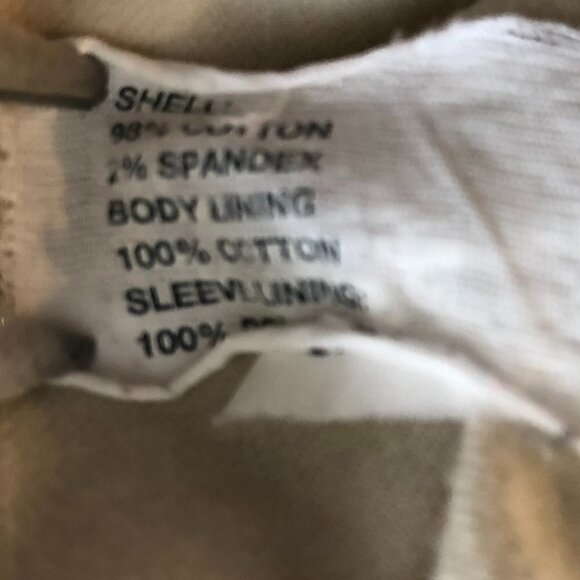 SHELL:
98% COTTON
2% SPANDEX
BODY LINING
100% COTTON
SLEEVE LINING:
100%